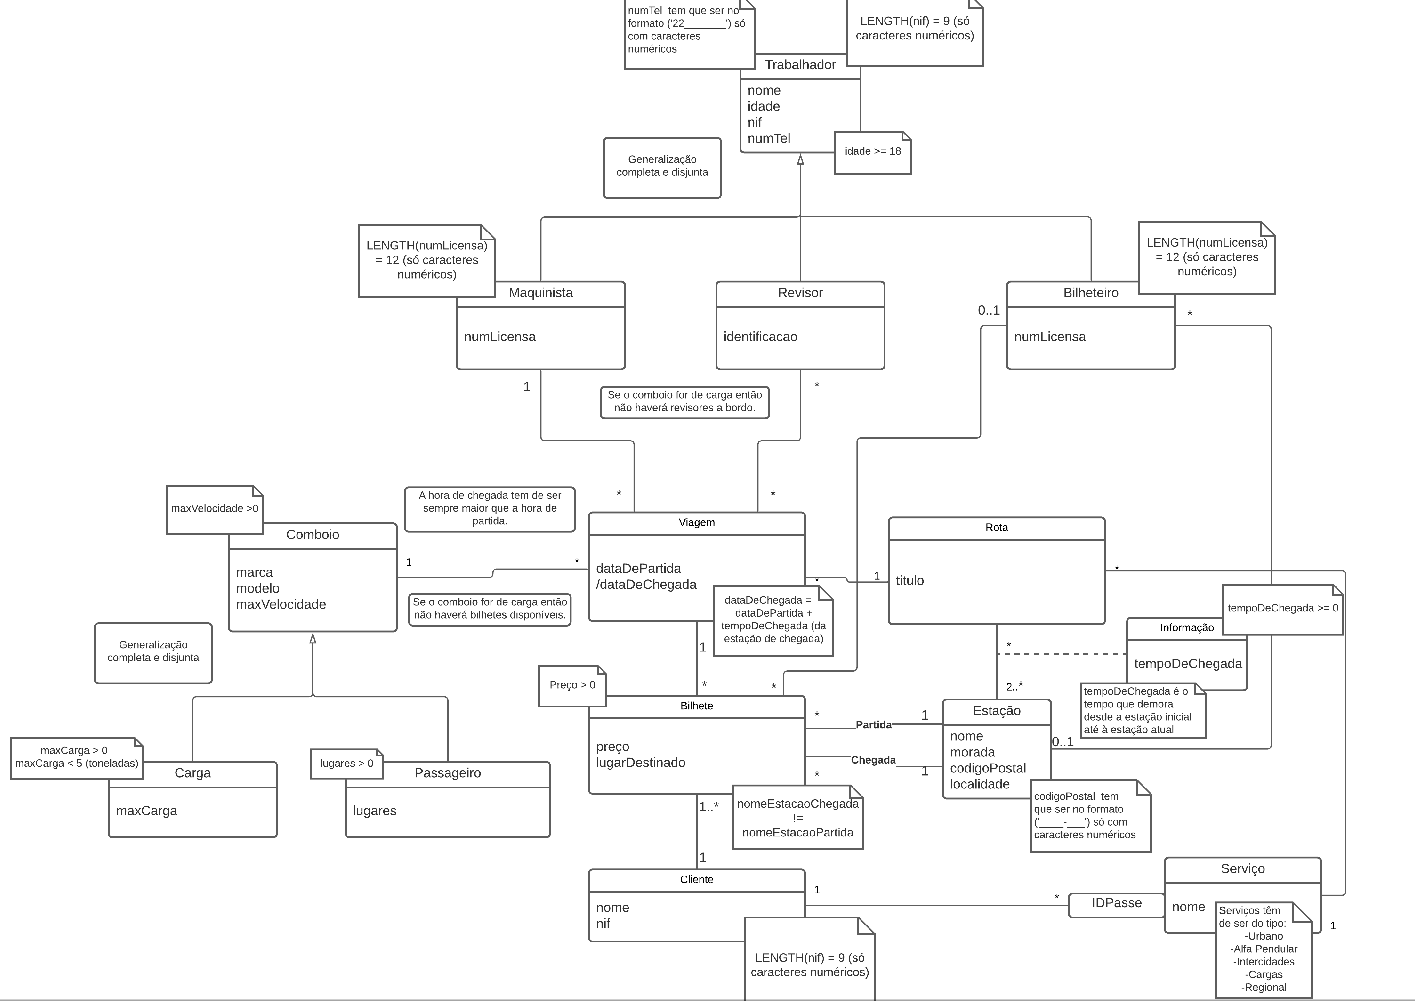 numTel  tem que ser no
formato ('22_______') só
com caracteres
numéricos
LENGTH(nif) = 9 (só
caracteres numéricos)
Trabalhador
nome
idade
nif
numTel
idade >= 18
Generalização
completa e disjunta
LENGTH(numLicensa)
= 12 (só caracteres
numéricos)
LENGTH(numLicensa)
= 12 (só caracteres
numéricos)
Maquinista
numLicensa
Revisor
identificacao
Bilheteiro
numLicensa
0..1
*
1
*
Se o comboio for de carga então
não haverá revisores a bordo.
maxVelocidade >0
A hora de chegada tem de ser
sempre maior que a hora de
partida.
*
*
Comboio
marca
modelo
maxVelocidade
1
*
Viagem
dataDePartida
/dataDeChegada
Rota
titulo
*
1
*
Se o comboio for de carga então
não haverá bilhetes disponíveis.
dataDeChegada =
dataDePartida +
tempoDeChegada (da
estação de chegada)
tempoDeChegada >= 0
Informação
tempoDeChegada
Generalização
completa e disjunta
1
*
*
*
2..*
tempoDeChegada é o
tempo que demora
desde a estação inicial
até à estação atual
Preço > 0
Bilhete
preço
lugarDestinado
*
Partida
1
*
Chegada
1
Estação
nome
morada
codigoPostal
localidade
0..1
maxCarga > 0
maxCarga < 5 (toneladas)
Carga
maxCarga
lugares > 0
Passageiro
lugares
1..*
1
nomeEstacaoChegada
!=
nomeEstacaoPartida
codigoPostal  tem
que ser no formato
('____-___') só com
caracteres numéricos
Cliente
nome
nif
1
*
IDPasse
Serviço
nome
1
LENGTH(nif) = 9 (só
caracteres numéricos)
Serviços têm
de ser do tipo:
-Urbano
-Alfa Pendular
-Intercidades
-Cargas
-Regional